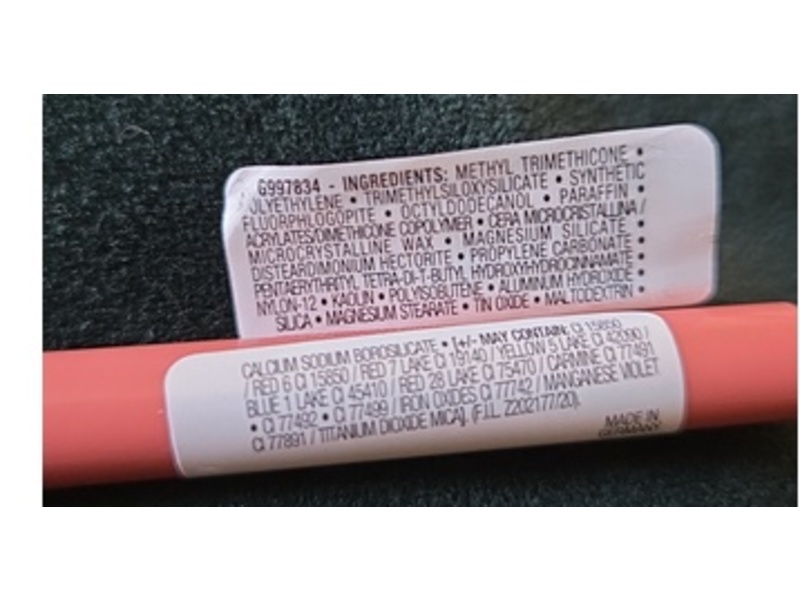 G997834 - INGREDIENTS: METHYL TRIMETHICONE •
OLYETHYLENE • TRIMETHYLSILOXYSILICATE • SYNTHETIC
FLUORPHLOGOPITE • OCTYLDODECANOL • PARAFFIN •
ACRYLATES/DIMETHICONE COPOLYMER • CERA MICROCRISTALLINA /
MICROCRYSTALLINE WAX • MAGNESIUM SILICATE •
DISTEARDIMONIUM HECTORITE • PROPYLENE CARBONATE •
PENTAERYTHRITYL TETRA-DI-T-BUTYL HYDROXYHYDROCINNAMATE •
NYLON-12 • KAOLIN • POLYISOBUTENE • ALUMINUM HYDROXIDE •
SILICA • MAGNESIUM STEARATE • TIN OXIDE • MALTODEXTRIN •
CALCIUM SODIUM BOROSILICATE • [+/- MAY CONTAIN: CI 15850
/ RED 6 CI 15850 / RED 7 LAKE CI 19140 / YELLOW 5 LAKE CI 42090 /
BLUE 1 LAKE CI 45410 / RED 28 LAKE CI 75470 / CARMINE CI 77491
• CI 77492 • CI 77499 / IRON OXIDES CI 77742 / MANGANESE VIOLET
CI 77891 / TITANIUM DIOXIDE MICA]. (F.I.L. Z202177/20).
MADE IN
GERMANY